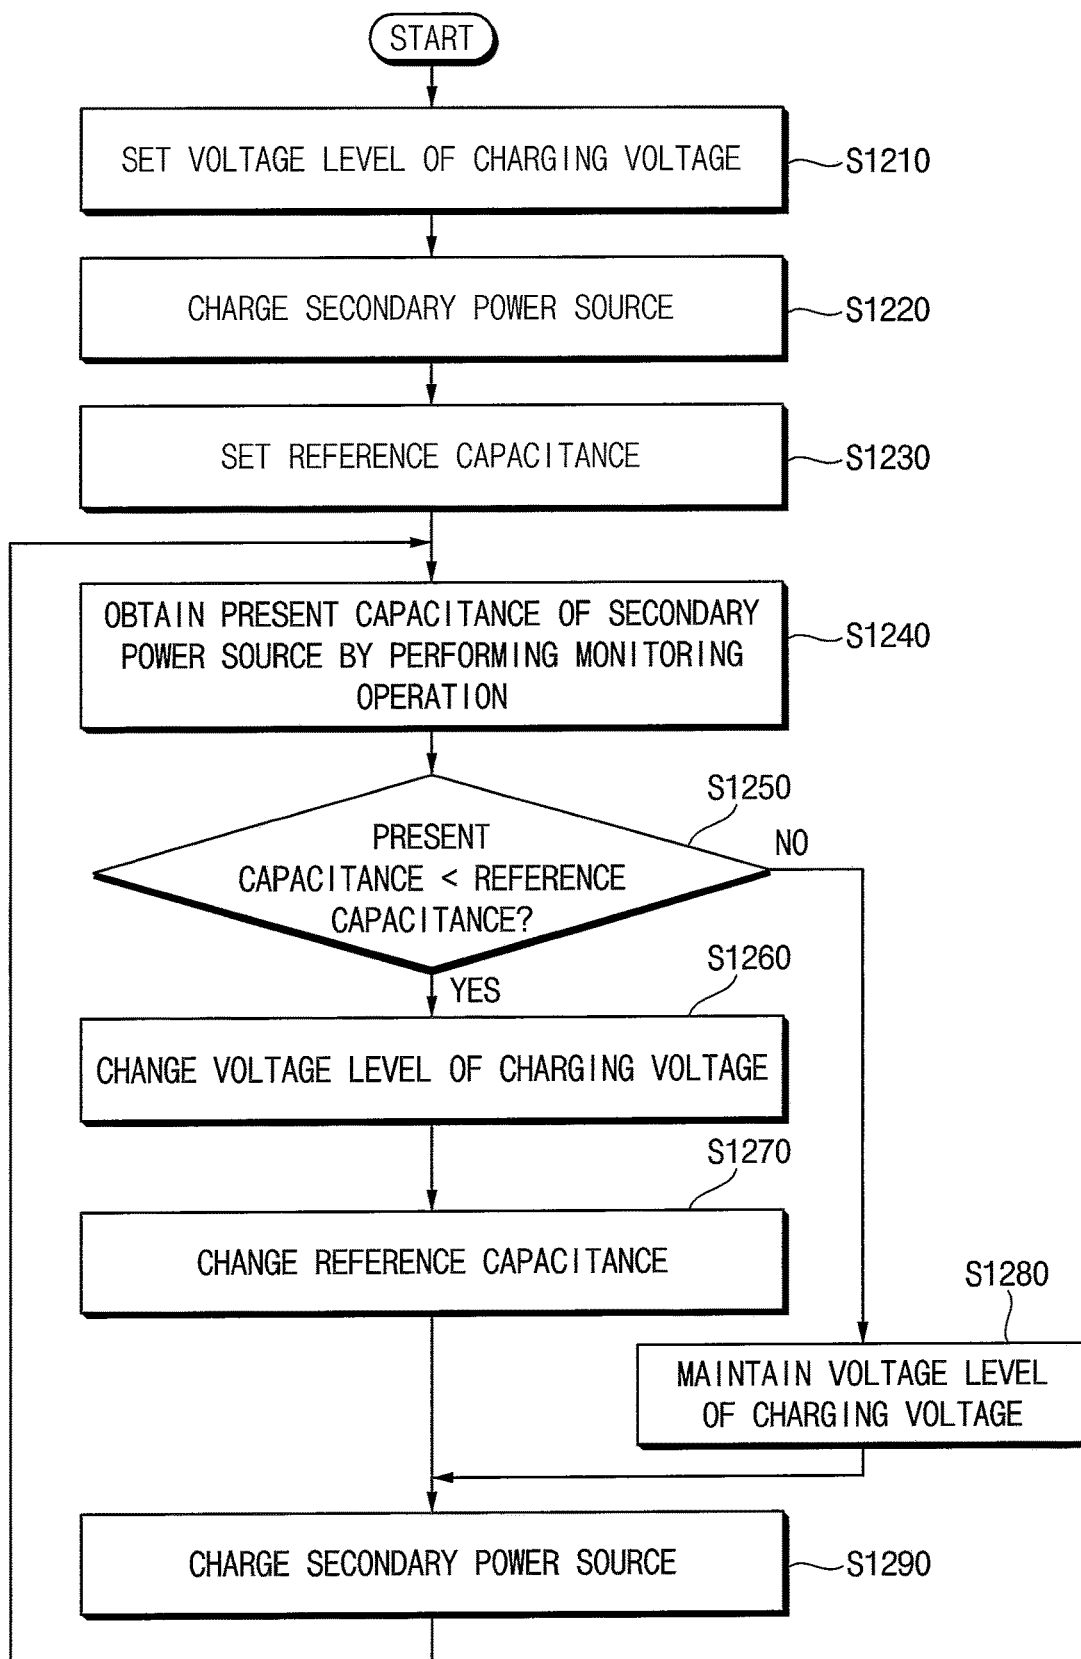 START
SET VOLTAGE LEVEL OF CHARGING VOLTAGE
S1210
CHARGE SECONDARY POWER SOURCE
S1220
SET REFERENCE CAPACITANCE
S1230
OBTAIN PRESENT CAPACITANCE OF SECONDARY
POWER SOURCE BY PERFORMING MONITORING
OPERATION
S1240
S1250
PRESENT
CAPACITANCE < REFERENCE
CAPACITANCE?
NO
YES
S1260
CHANGE VOLTAGE LEVEL OF CHARGING VOLTAGE
S1270
CHANGE REFERENCE CAPACITANCE
S1280
MAINTAIN VOLTAGE LEVEL
OF CHARGING VOLTAGE
CHARGE SECONDARY POWER SOURCE
S1290